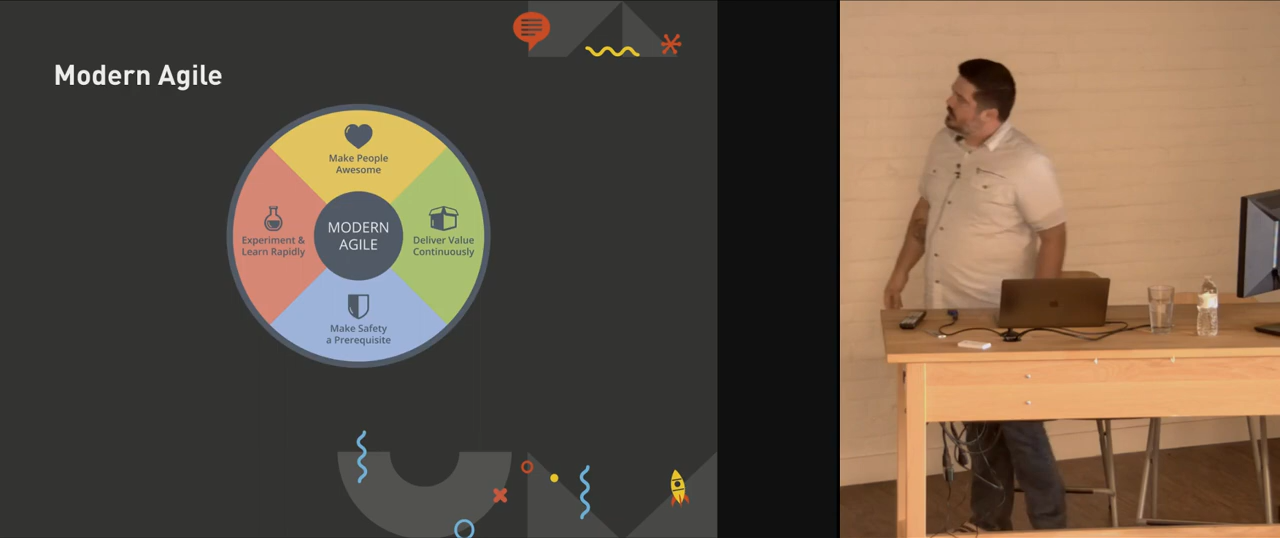 Modern Agile
Make People
Awesome
Experiment &
Learn Rapidly
MODERN
AGILE
Deliver Value
Continuously
Make Safety
a Prerequisite